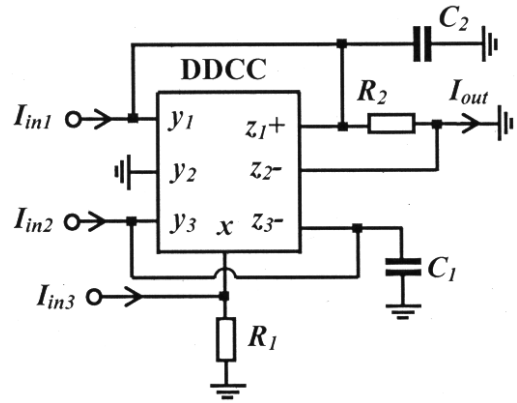 C2
DDCC
R2
Iout
Iin1
y1
z1+
y2
z2-
Iin2
y3
x
z3-
C1
Iin3
R1